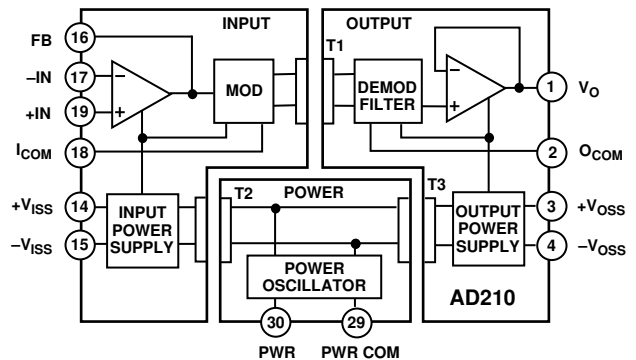 INPUT
OUTPUT
FB
16
T1
–IN
17
–
MOD
DEMOD
FILTER
–
1
VO
+IN
19
+
+
ICOM
18
2
OCOM
T2
POWER
T3
+VISS
14
INPUT
POWER
SUPPLY
OUTPUT
POWER
SUPPLY
3
+VOSS
–VISS
15
4
–VOSS
POWER
OSCILLATOR
AD210
30
29
PWR
PWR COM